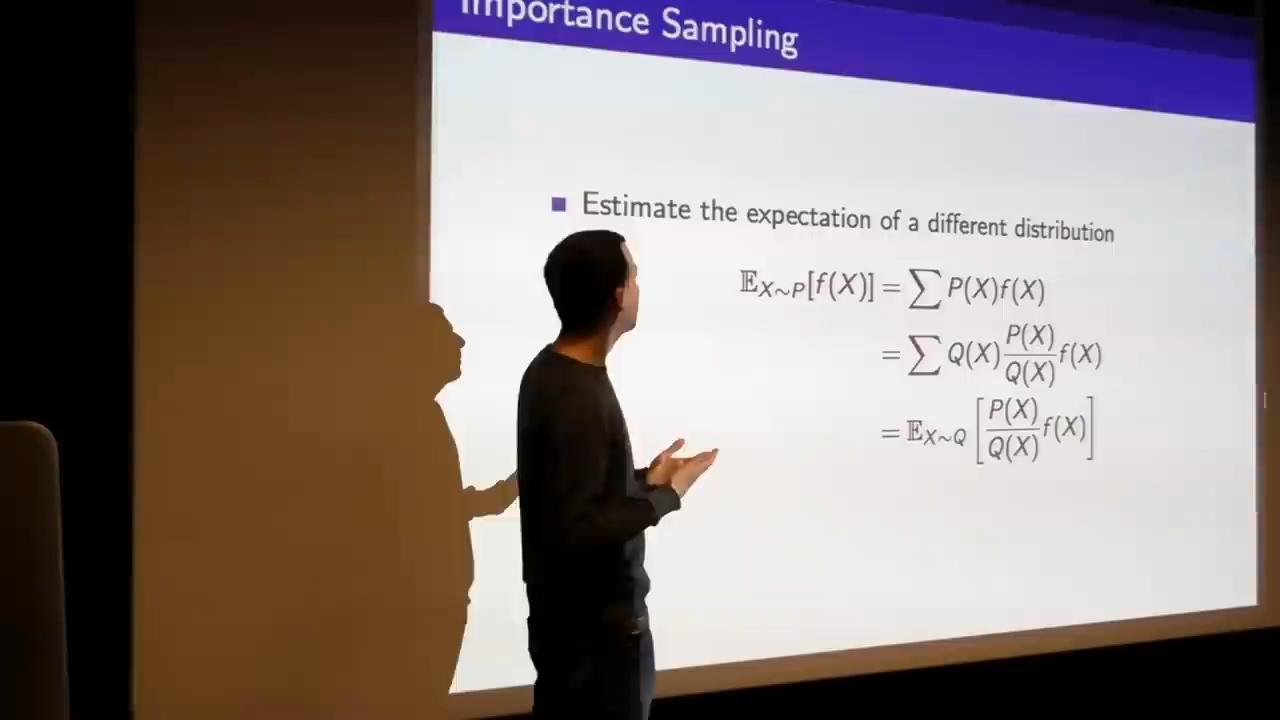 Importance Sampling
Estimate the expectation of a different distribution
𝔼_{X∼P}[f(X)] = ∑ P(X)f(X)
= ∑ Q(X) P(X)/Q(X) f(X)
= 𝔼_{X∼Q} [P(X)/Q(X) f(X)]